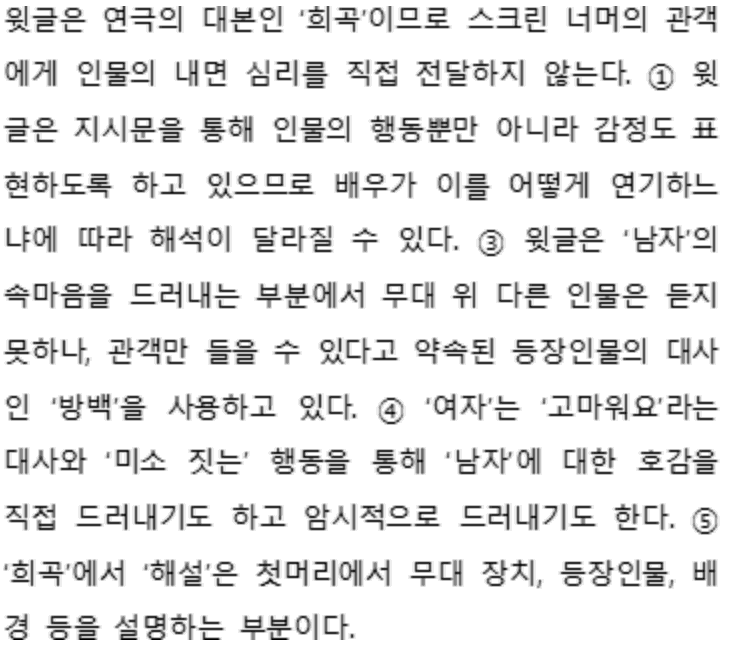 윗글은 연극의 대본인 ‘희곡’이므로 스크린 너머의 관객
에게 인물의 내면 심리를 직접 전달하지 않는다. ① 윗
글은 지시문을 통해 인물의 행동뿐만 아니라 감정도 표
현하도록 하고 있으므로 배우가 이를 어떻게 연기하느
냐에 따라 해석이 달라질 수 있다. ③ 윗글은 ‘남자’의
속마음을 드러내는 부분에서 무대 위 다른 인물은 듣지
못하나, 관객만 들을 수 있다고 약속된 등장인물의 대사
인 ‘방백’을 사용하고 있다. ④ ‘여자’는 ‘고마워요’라는
대사와 ‘미소 짓는’ 행동을 통해 ‘남자’에 대한 호감을
직접 드러내기도 하고 암시적으로 드러내기도 한다. ⑤
‘희곡’에서 ‘해설’은 첫머리에서 무대 장치, 등장인물, 배
경 등을 설명하는 부분이다.